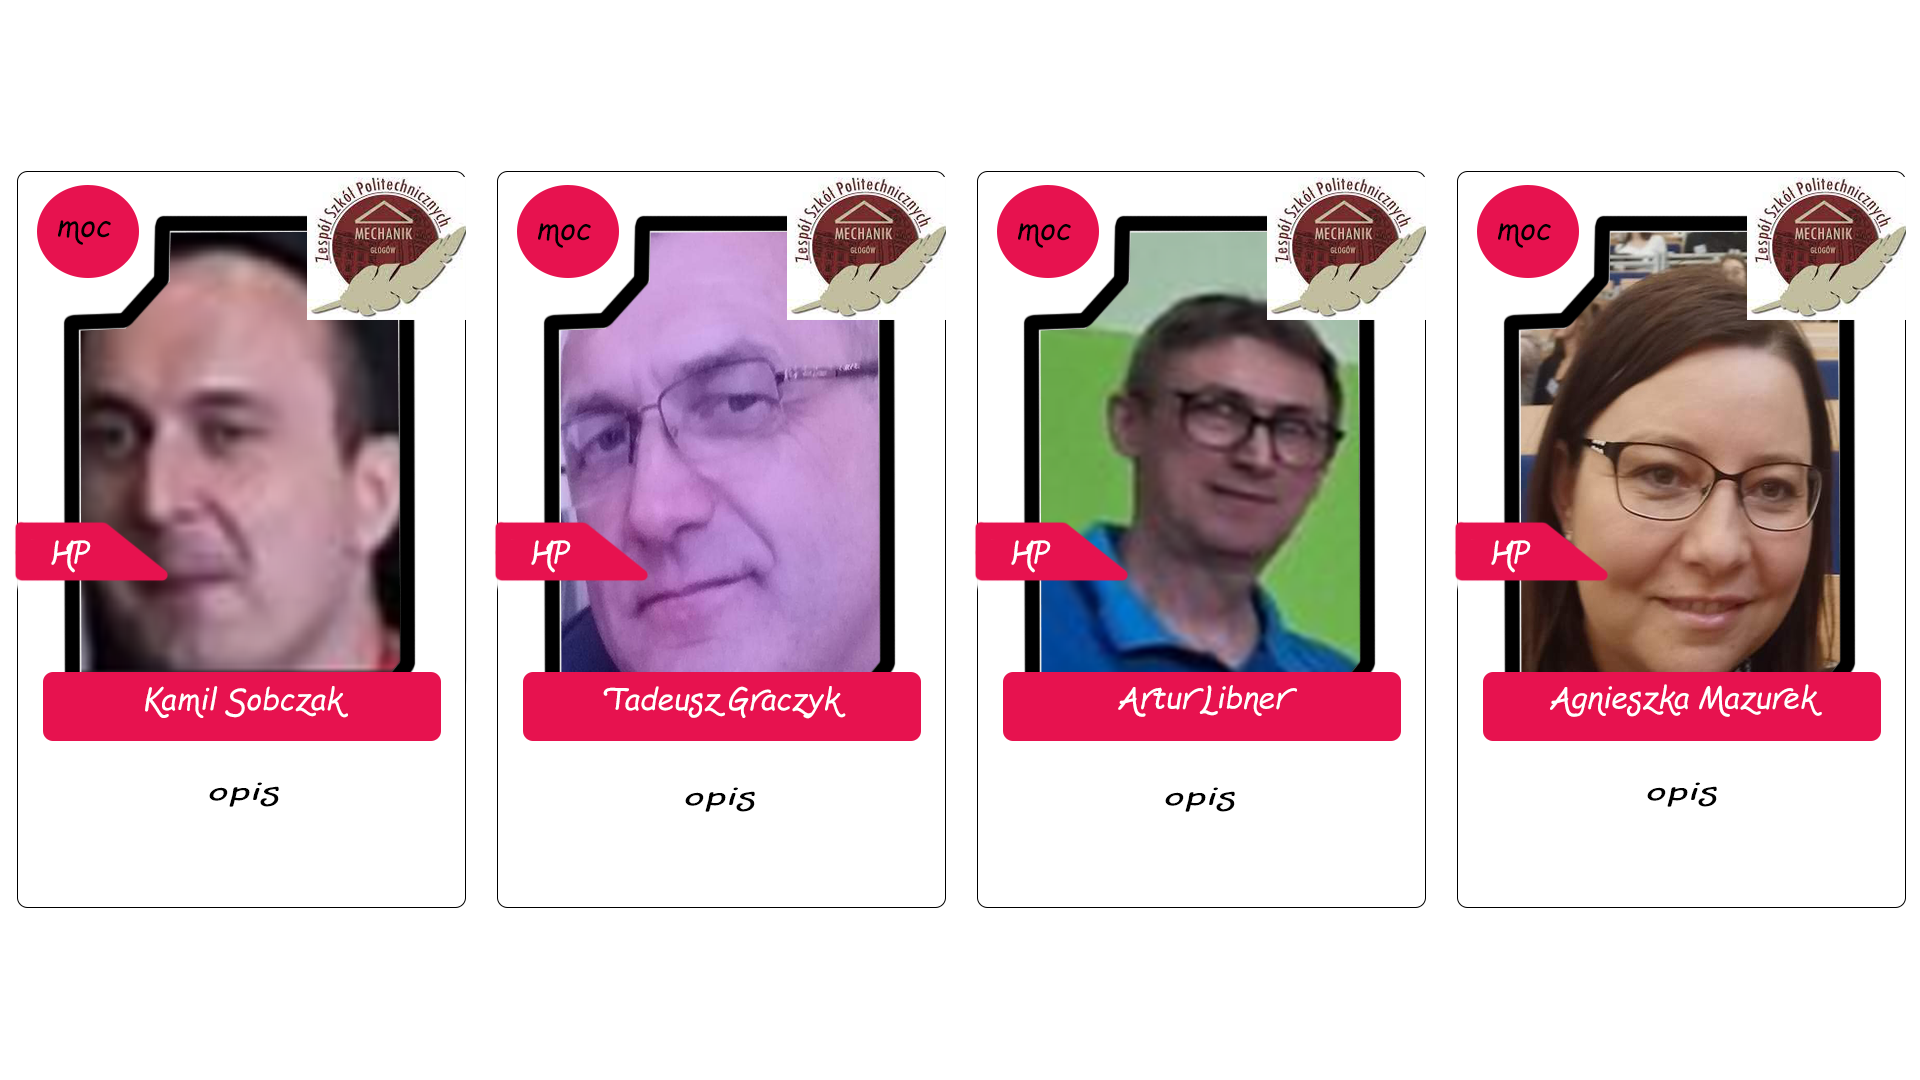 moc
Zespół Szkół Politechnicznych
MECHANIK
GŁOGÓW
HP
Kamil Sobczak
opis
moc
Zespół Szkół Politechnicznych
MECHANIK
GŁOGÓW
HP
Tadeusz Graczyk
opis
moc
Zespół Szkół Politechnicznych
MECHANIK
GŁOGÓW
HP
Artur Libner
opis
moc
Zespół Szkół Politechnicznych
MECHANIK
GŁOGÓW
HP
Agnieszka Mazurek
opis